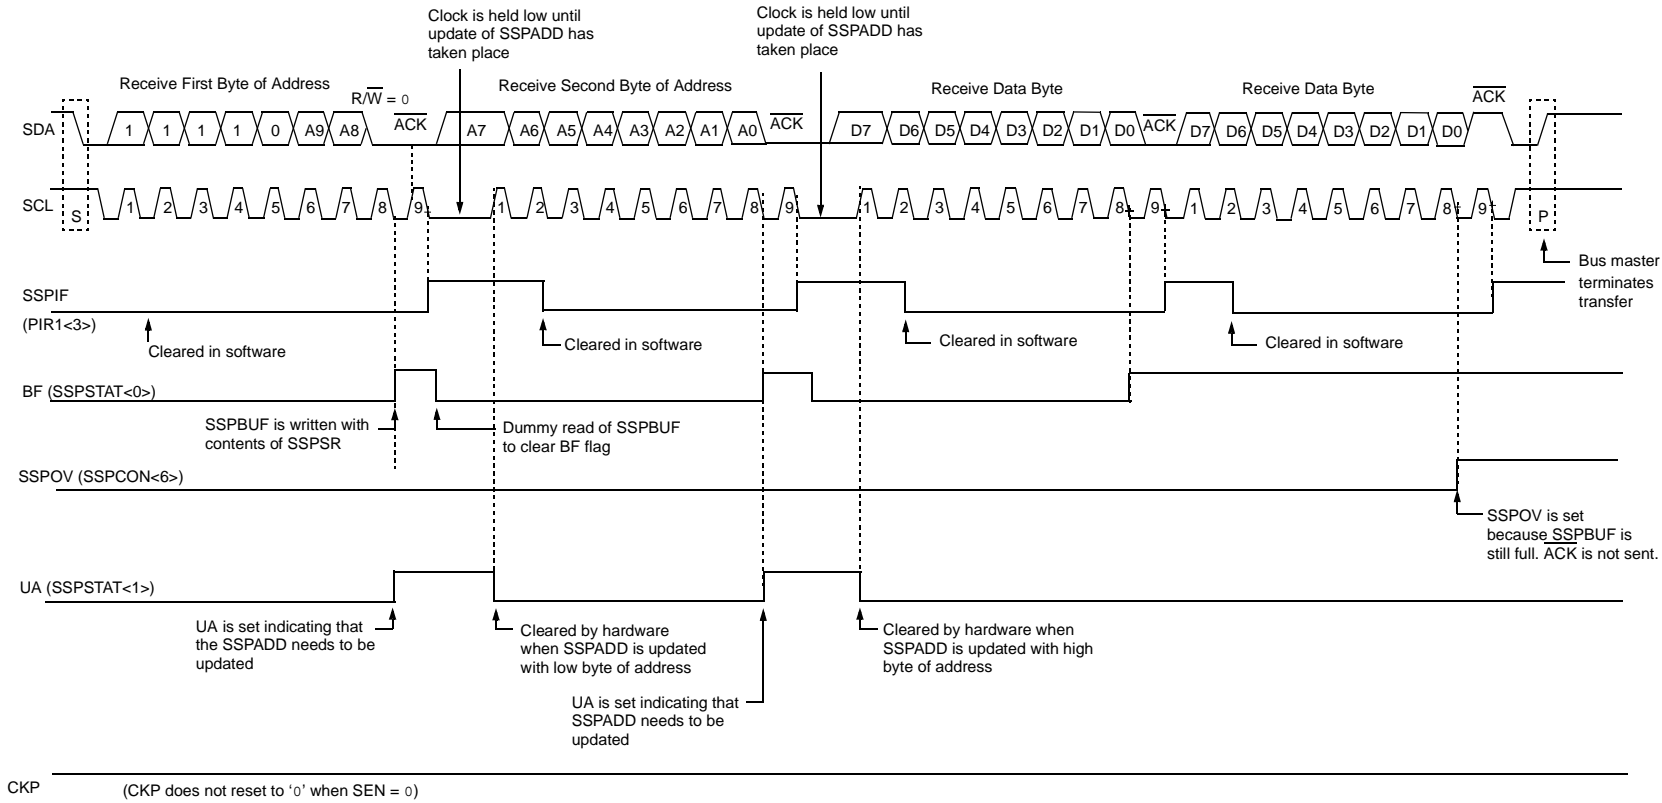 Clock is held low until
update of SSPADD has
taken place
Clock is held low until
update of SSPADD has
taken place
Receive First Byte of Address
Receive Second Byte of Address
Receive Data Byte
Receive Data Byte
R/W = 0
ACK
ACK
ACK
ACK
SDA
1 1 1 1 0 A9 A8 A7 A6 A5 A4 A3 A2 A1 A0 D7 D6 D5 D4 D3 D2 D1 D0 D7 D6 D5 D4 D3 D2 D1 D0
SCL
S 1 2 3 4 5 6 7 8 9 1 2 3 4 5 6 7 8 9 1 2 3 4 5 6 7 8 9 1 2 3 4 5 6 7 8 9 P
Bus master
terminates
transfer
SSPIF
(PIR1<3>)
Cleared in software
Cleared in software
Cleared in software
Cleared in software
BF (SSPSTAT<0>)
SSPBUF is written with
contents of SSPSR
Dummy read of SSPBUF
to clear BF flag
SSPOV (SSPCON<6>)
SSPOV is set
because SSPBUF is
still full. ACK is not sent.
UA (SSPSTAT<1>)
UA is set indicating that
the SSPADD needs to be
updated
Cleared by hardware
when SSPADD is updated
with low byte of address
UA is set indicating that
SSPADD needs to be
updated
Cleared by hardware when
SSPADD is updated with high
byte of address
CKP
(CKP does not reset to ‘0’ when SEN = 0)